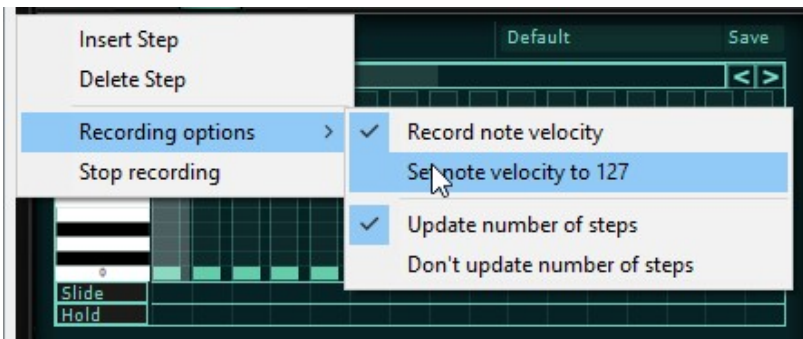 Insert Step
Delete Step
Recording options >
Stop recording
Default
Save
< >
Record note velocity
Set note velocity to 127
Update number of steps
Don't update number of steps
0
Slide
Hold